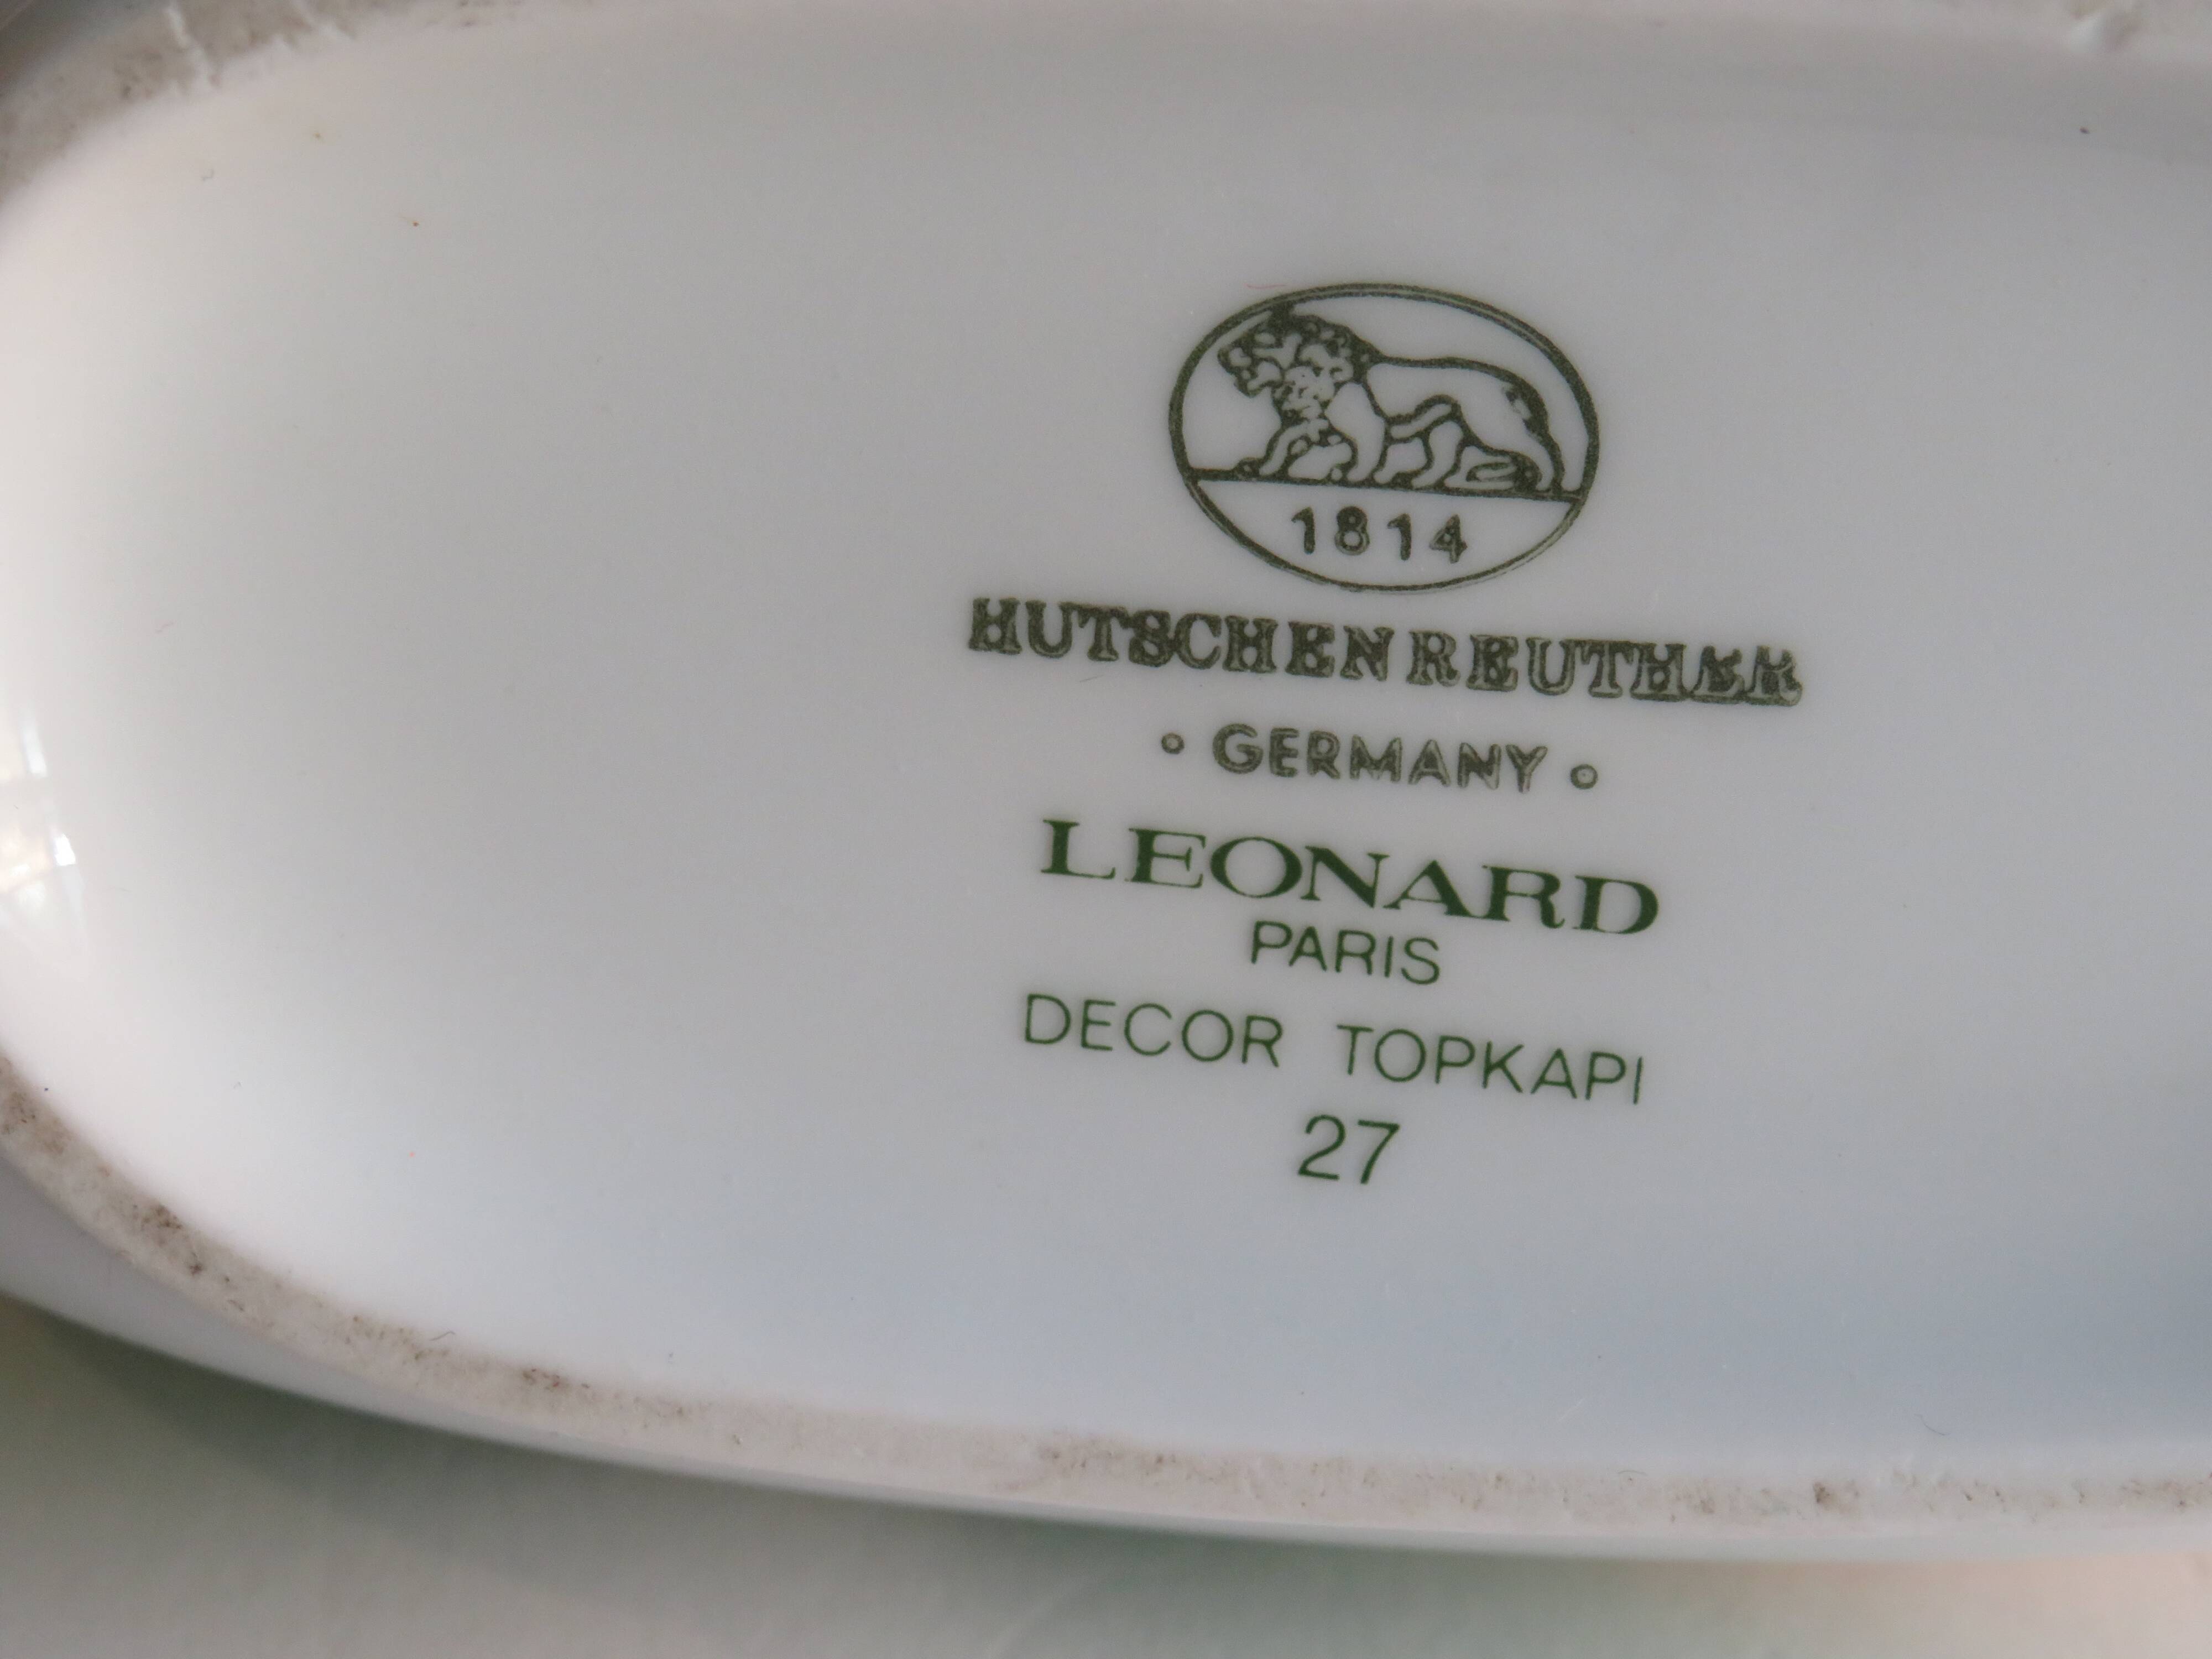 1814
HUTSCHENREUTHER
° GERMANY °
LEONARD
PARIS
DECOR TOPKAPI
27